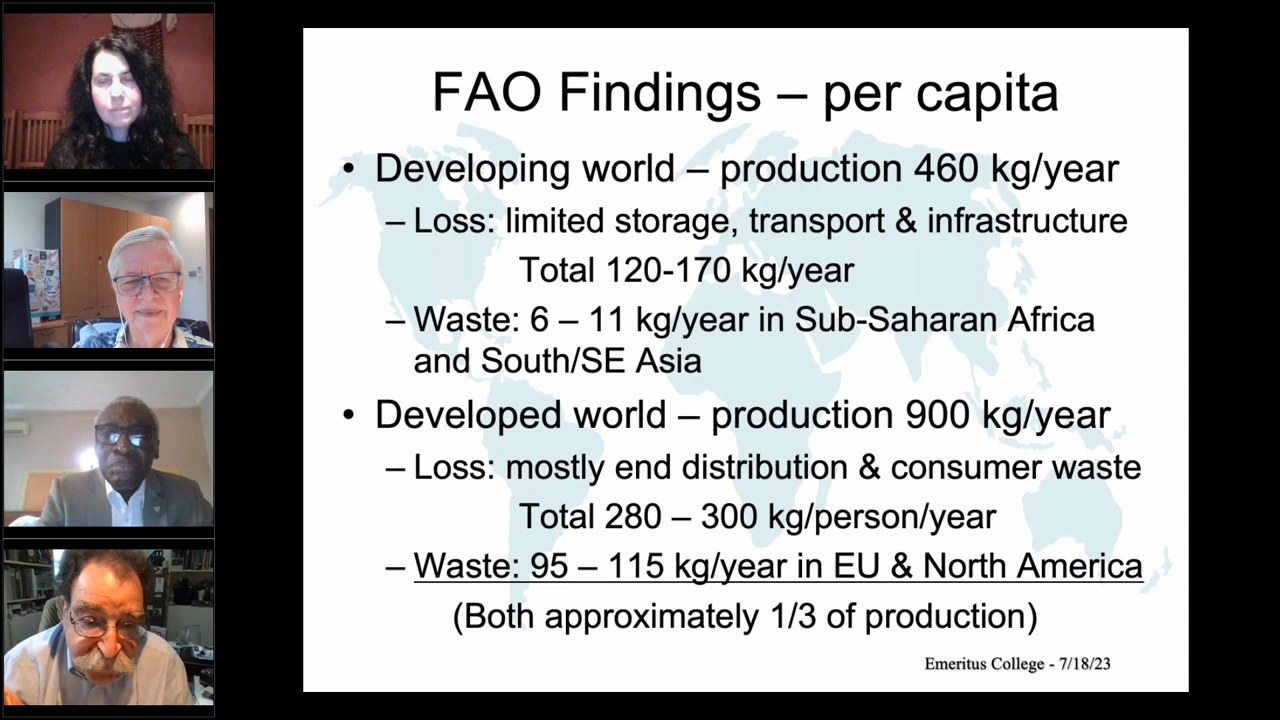 FAO Findings – per capita
• Developing world – production 460 kg/year
– Loss: limited storage, transport & infrastructure
Total 120-170 kg/year
– Waste: 6 – 11 kg/year in Sub-Saharan Africa
and South/SE Asia
• Developed world – production 900 kg/year
– Loss: mostly end distribution & consumer waste
Total 280 – 300 kg/person/year
– Waste: 95 – 115 kg/year in EU & North America
(Both approximately 1/3 of production)
Emeritus College - 7/18/23